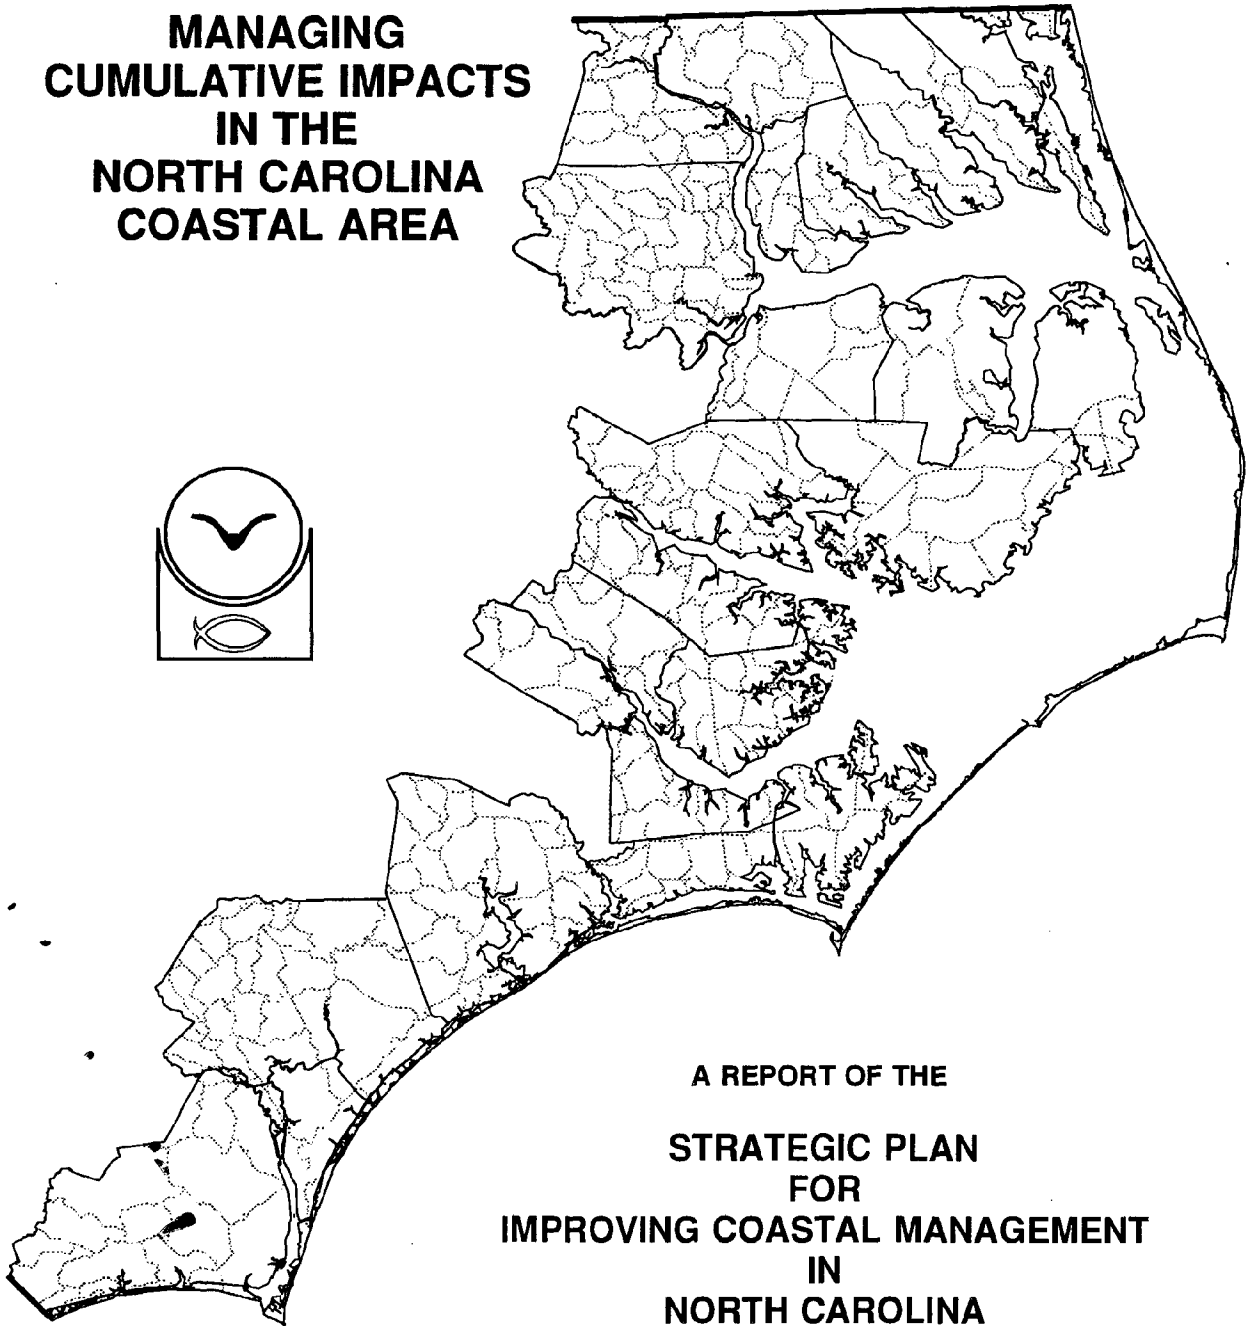 MANAGING
CUMULATIVE IMPACTS
IN THE
NORTH CAROLINA
COASTAL AREA
A REPORT OF THE
STRATEGIC PLAN
FOR
IMPROVING COASTAL MANAGEMENT
IN
NORTH CAROLINA